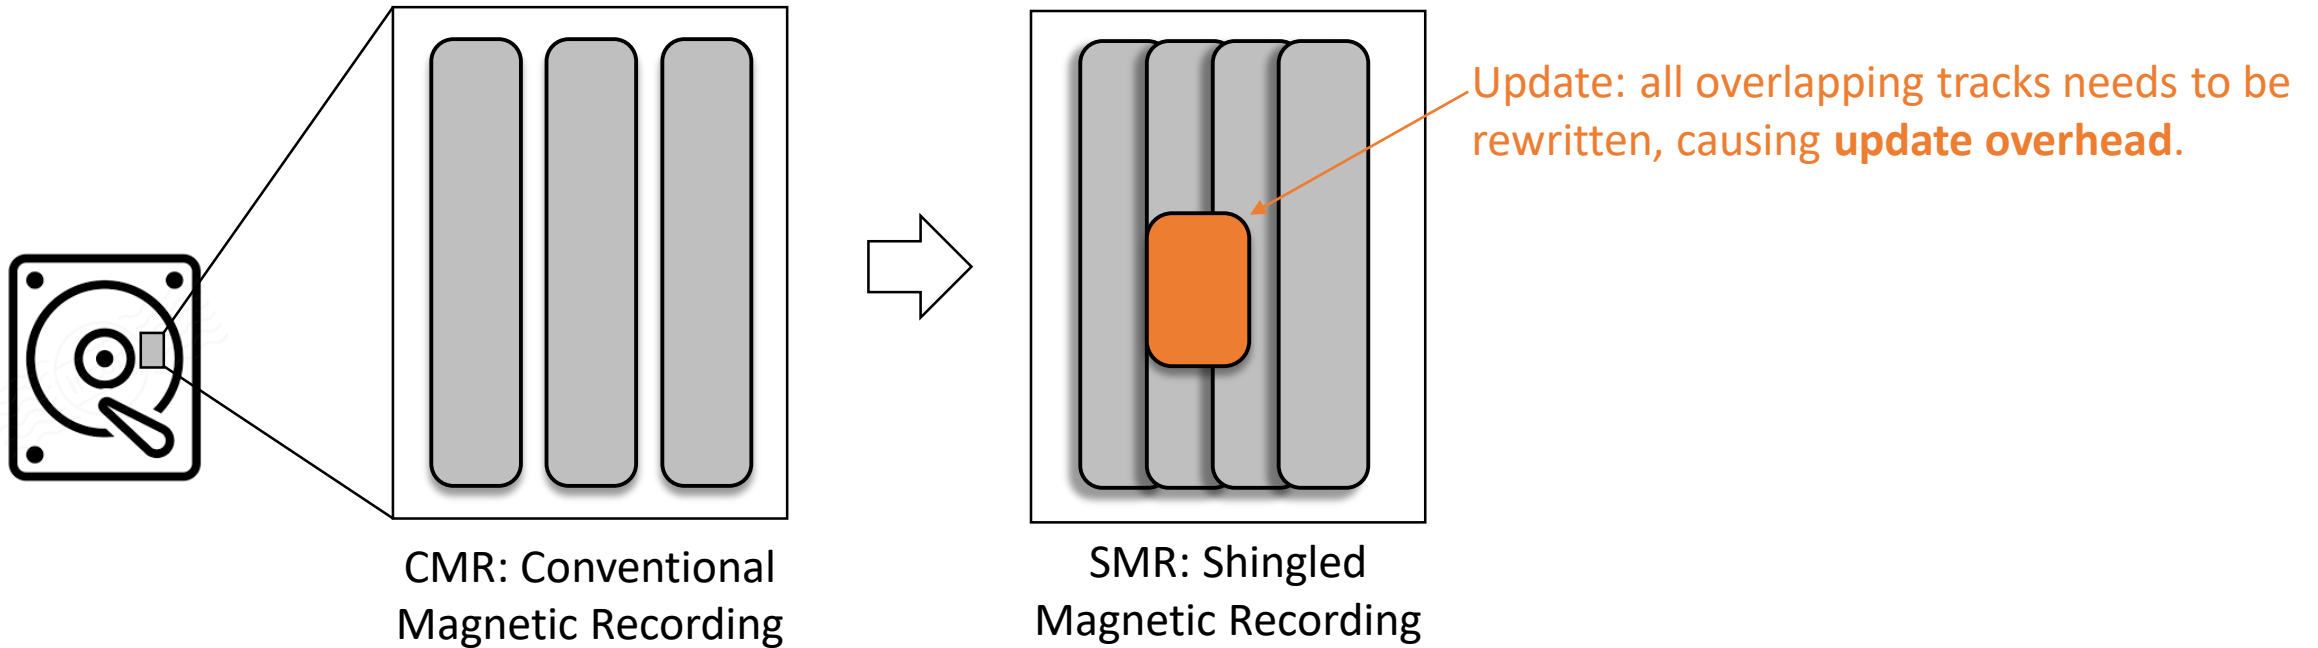 Update: all overlapping tracks needs to be
rewritten, causing update overhead.
CMR: Conventional
Magnetic Recording
SMR: Shingled
Magnetic Recording